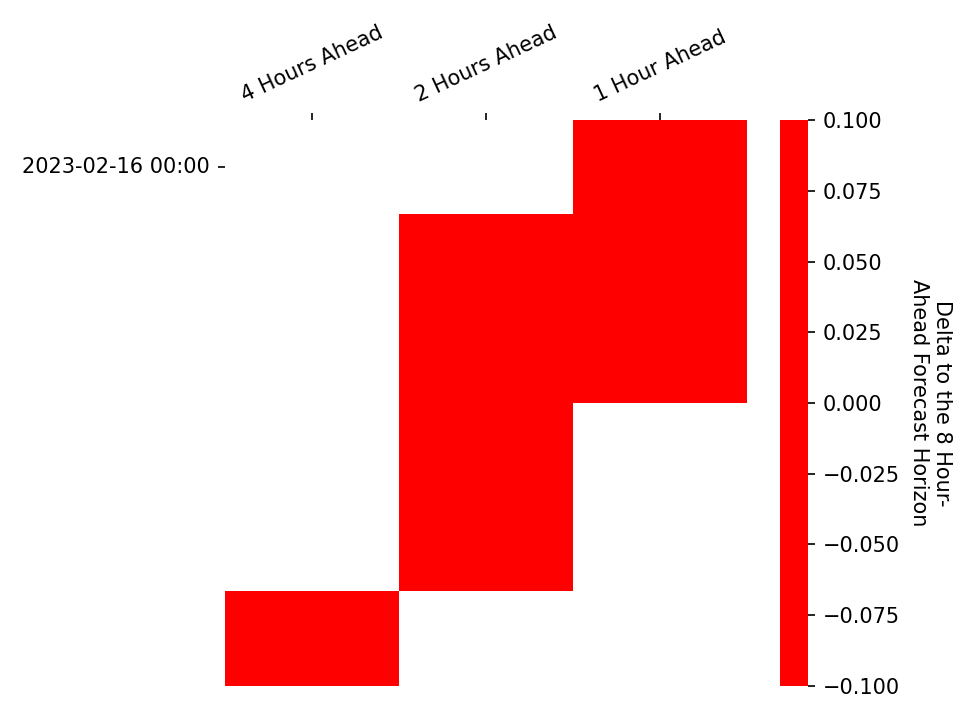 4 Hours Ahead
2 Hours Ahead
1 Hour Ahead
2023-02-16 00:00
0.100
0.075
0.050
0.025
0.000
−0.025
−0.050
−0.075
−0.100
Delta to the 8 Hour-
Ahead Forecast Horizon